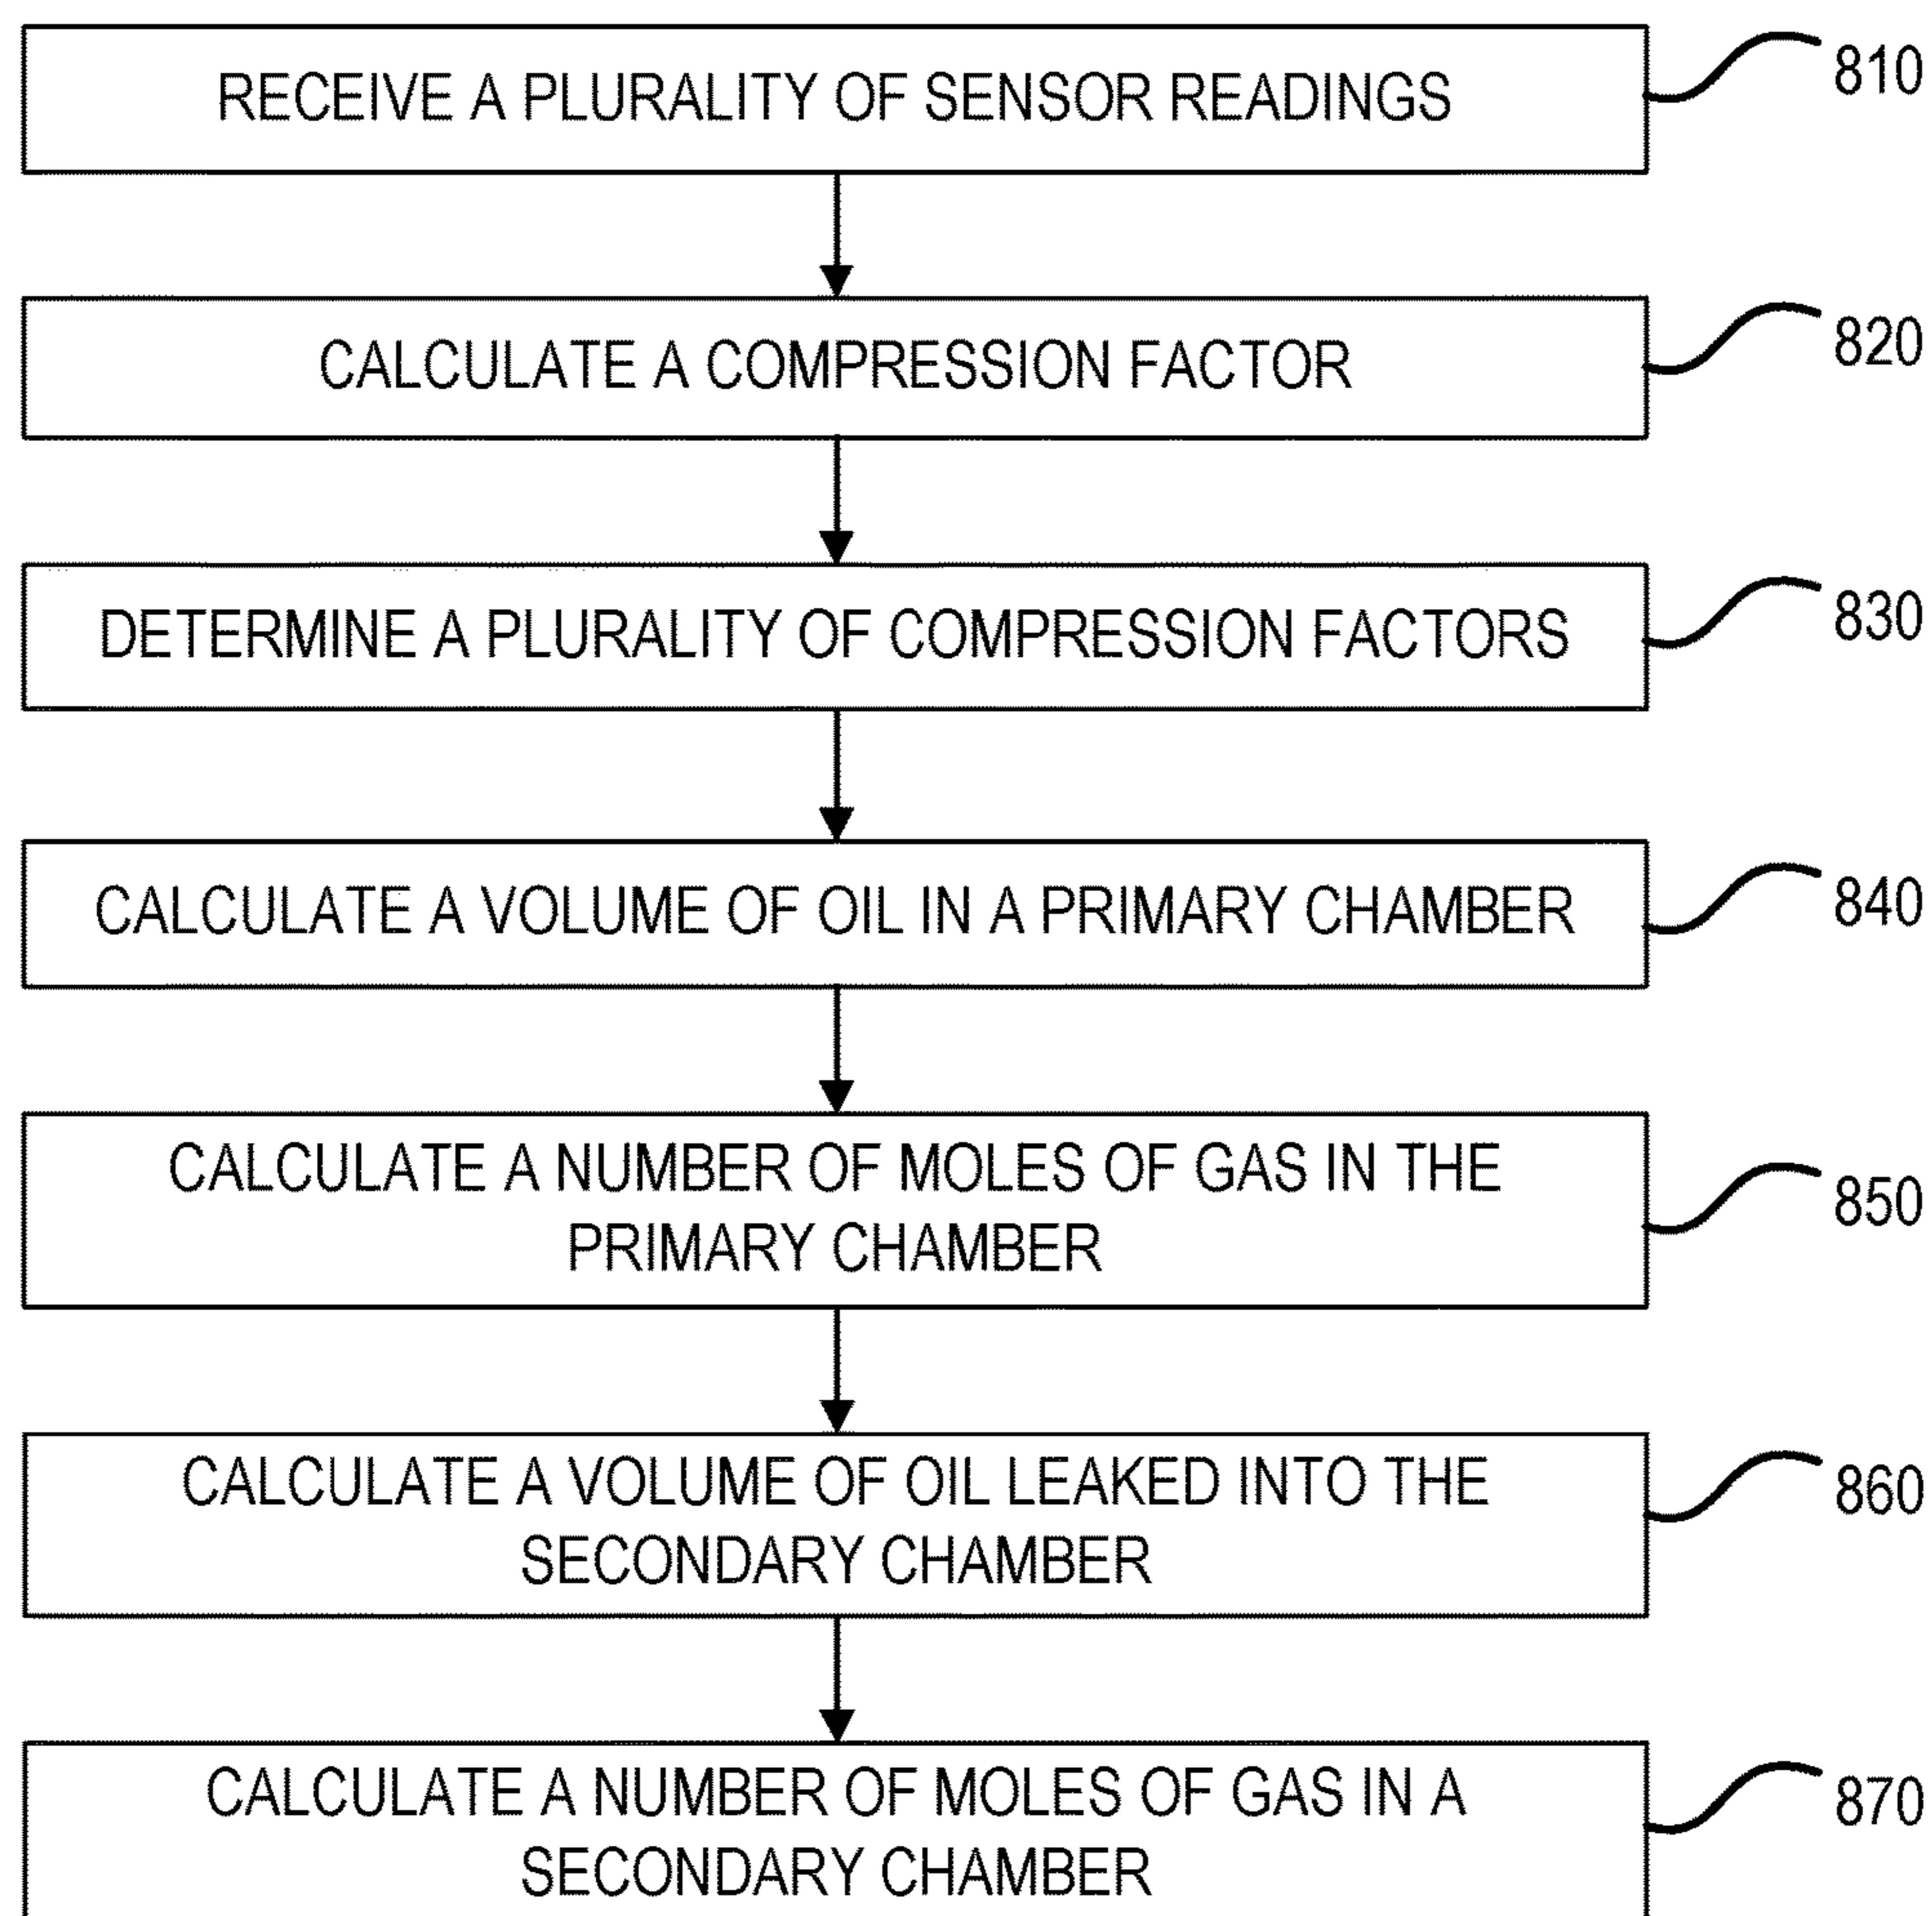 RECEIVE A PLURALITY OF SENSOR READINGS
810
CALCULATE A COMPRESSION FACTOR
820
DETERMINE A PLURALITY OF COMPRESSION FACTORS
830
CALCULATE A VOLUME OF OIL IN A PRIMARY CHAMBER
840
CALCULATE A NUMBER OF MOLES OF GAS IN THE
PRIMARY CHAMBER
850
CALCULATE A VOLUME OF OIL LEAKED INTO THE
SECONDARY CHAMBER
860
CALCULATE A NUMBER OF MOLES OF GAS IN A
SECONDARY CHAMBER
870